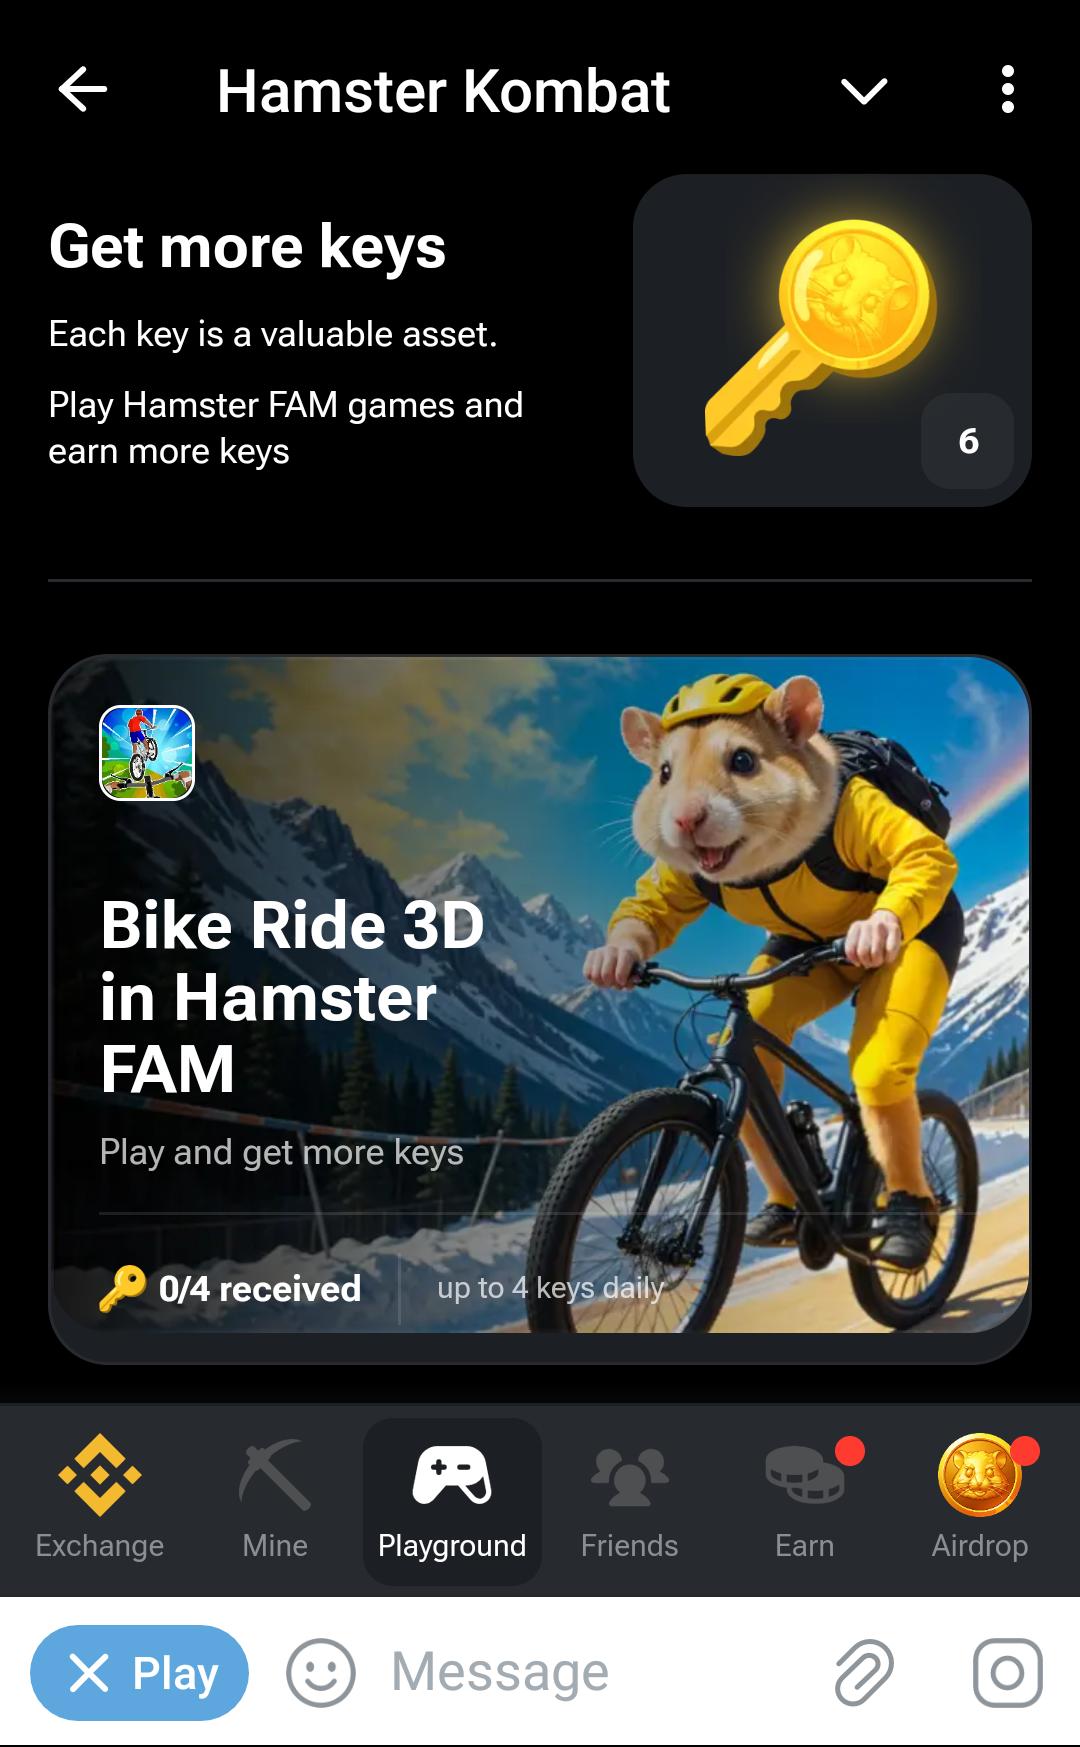 Hamster Kombat
Get more keys
Each key is a valuable asset.
Play Hamster FAM games and
earn more keys
6
Bike Ride 3D
in Hamster
FAM
Play and get more keys
0/4 received
up to 4 keys daily
Exchange
Mine
Playground
Friends
Earn
Airdrop
Play
Message